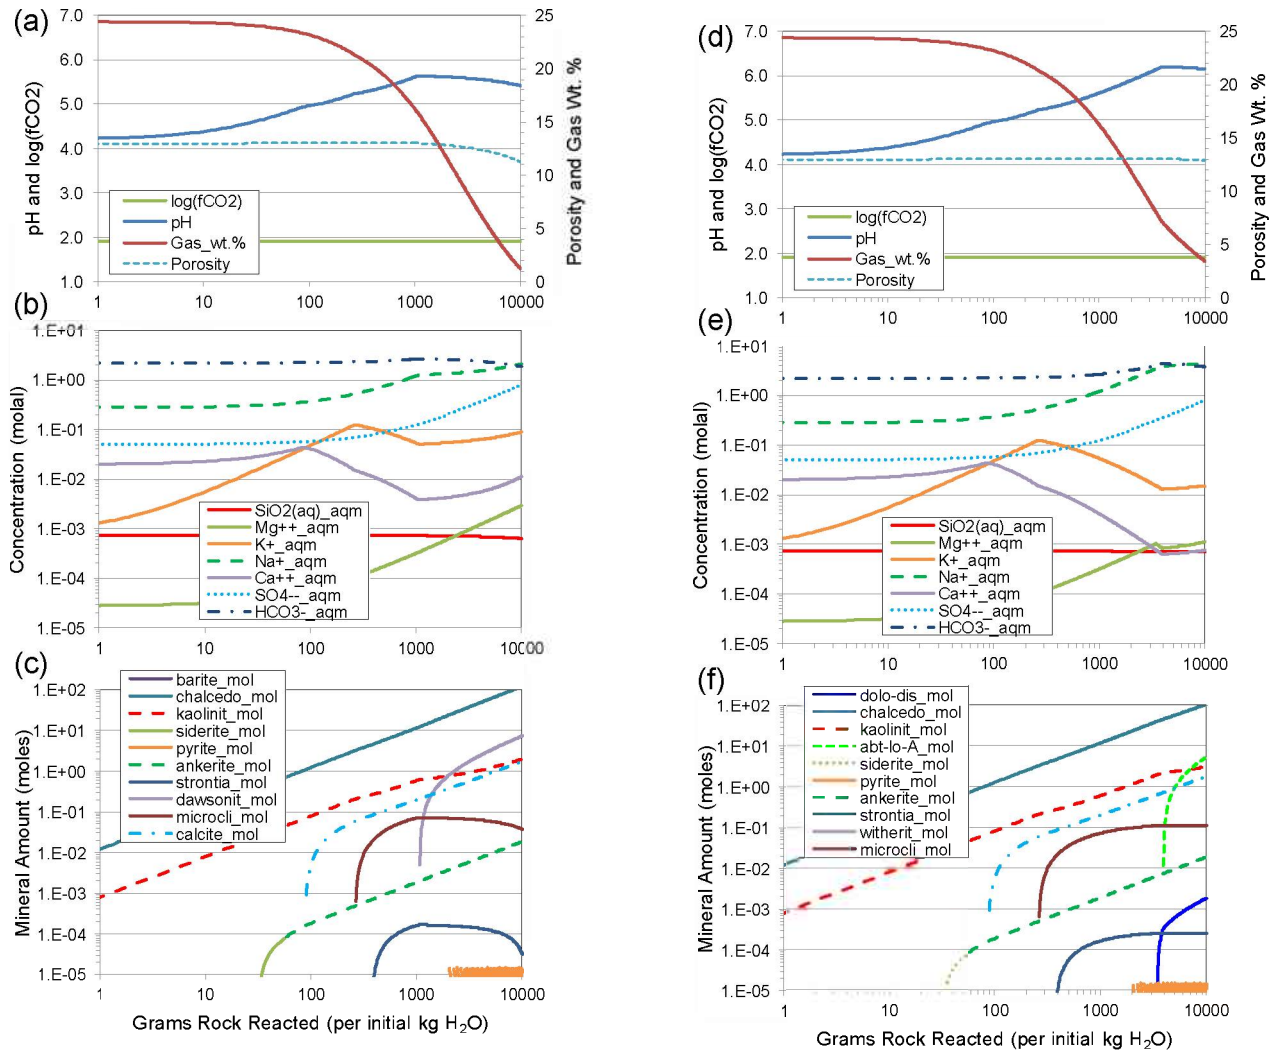 (a)
7.0
6.0
5.0
4.0
3.0
2.0
1.0
pH and log(fCO2)
25
20
15
10
5
0
Porosity and Gas Wt. %
log(fCO2)
pH
Gas_wt.%
Porosity
1
10
100
1000
10000
(d)
7.0
6.0
5.0
4.0
3.0
2.0
1.0
pH and log(fCO2)
25
20
15
10
5
0
Porosity and Gas Wt. %
log(fCO2)
pH
Gas_wt.%
Porosity
1
10
100
1000
10000
(b)
1.E+01
1.E+00
1.E-01
1.E-02
1.E-03
1.E-04
1.E-05
Concentration (molal)
SiO2(aq)_aqm
Mg++_aqm
K+_aqm
Na+_aqm
Ca++_aqm
SO4--_aqm
HCO3-_aqm
1
10
100
1000
10000
(e)
1.E+01
1.E+00
1.E-01
1.E-02
1.E-03
1.E-04
1.E-05
Concentration (molal)
SiO2(aq)_aqm
Mg++_aqm
K+_aqm
Na+_aqm
Ca++_aqm
SO4--_aqm
HCO3-_aqm
1
10
100
1000
10000
(c)
1.E+02
1.E+01
1.E+00
1.E-01
1.E-02
1.E-03
1.E-04
1.E-05
Mineral Amount (moles)
barite_mol
chalcedo_mol
kaolinit_mol
siderite_mol
pyrite_mol
ankerite_mol
strontia_mol
dawsonit_mol
microcli_mol
calcite_mol
1
10
100
1000
10000
Grams Rock Reacted (per initial kg H₂O)
(f)
1.E+02
1.E+01
1.E+00
1.E-01
1.E-02
1.E-03
1.E-04
1.E-05
Mineral Amount (moles)
dolo-dis_mol
chalcedo_mol
kaolinit_mol
abt-lo-A_mol
siderite_mol
pyrite_mol
ankerite_mol
strontia_mol
witherit_mol
microcli_mol
1
10
100
1000
10000
Grams Rock Reacted (per initial kg H₂O)